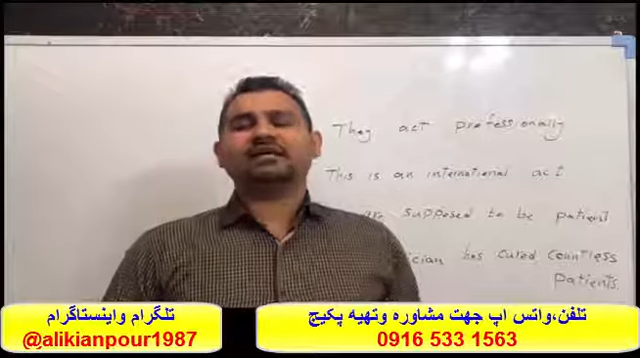 They act professionally
This is an international act
are supposed to be patient
has cured countless
patients.
تلگرام واینستاگرام
@alikianpour1987
تلفن،واتس اپ جهت مشاوره وتهیه پکیج
0916 533 1563